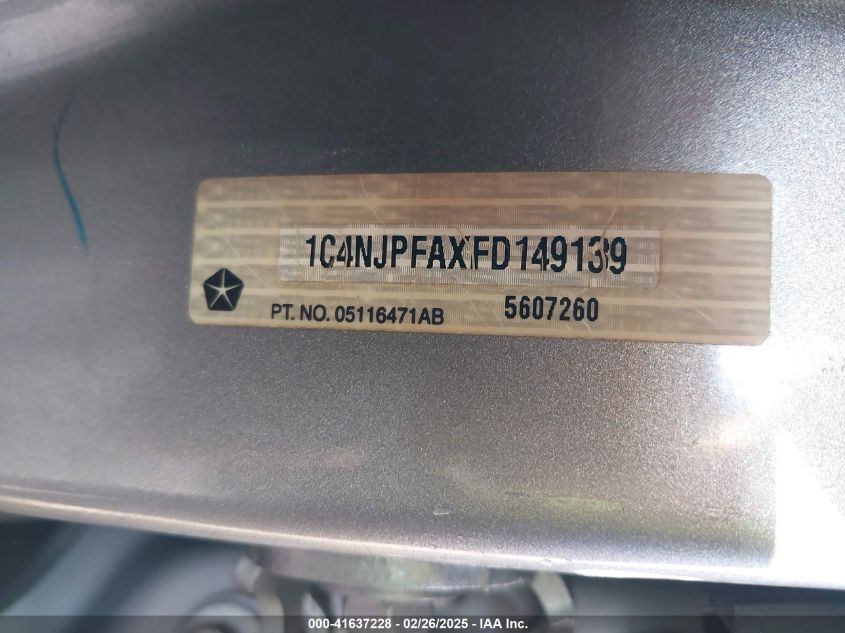 1C4NJPFAXFD149139
PT. NO. 05116471AB 5607260
000-41637228 - 02/26/2025 - IAA Inc.